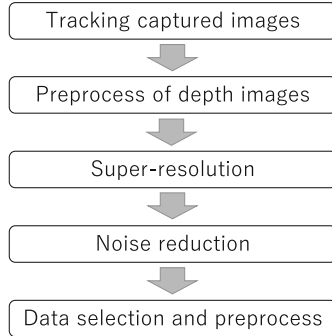 Tracking captured images
Preprocess of depth images
Super-resolution
Noise reduction
Data selection and preprocess